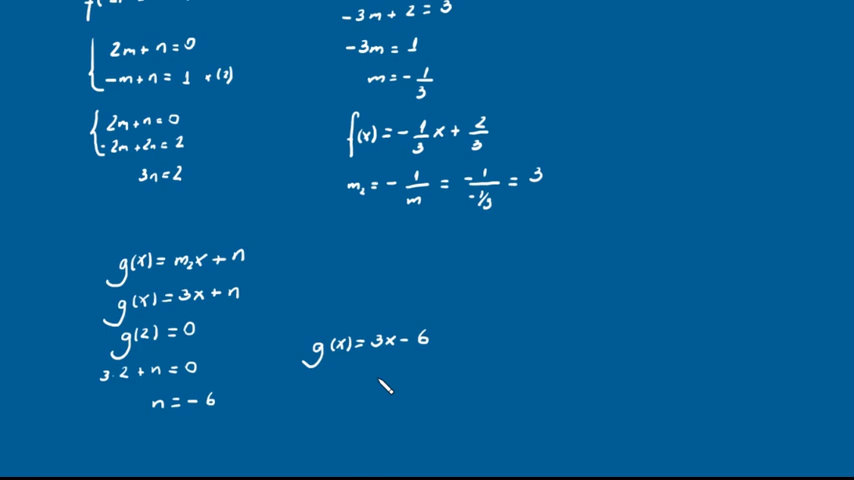 2m + n = 0
-m + n = 1 x (2)
2m + n = 0
-2m + 2n = 2
3n = 2
-3m + 2 = 3
-3m = 1
m = - 1/3
f(x) = - 1/3 x + 2/3
m₂ = - 1/m = -1/-1/3 = 3
g(x) = m₂x + n
g(x) = 3x + n
g(2) = 0
3.2 + n = 0
n = - 6
g(x) = 3x - 6